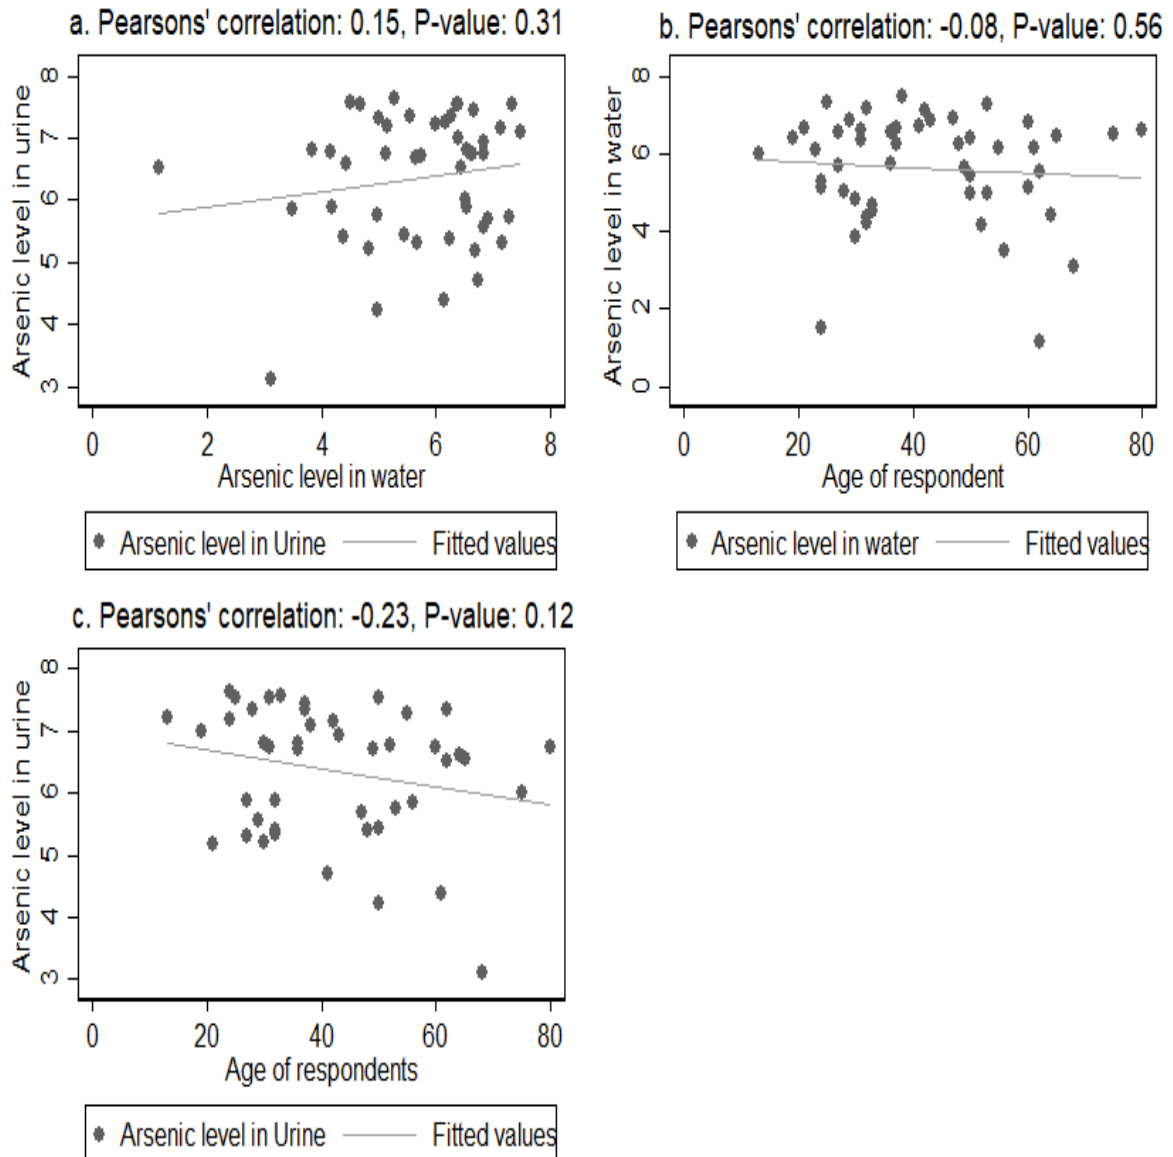 a. Pearsons' correlation: 0.15, P-value: 0.31
Arsenic level in urine
8
7
6
5
4
3
0 2 4 6 8
Arsenic level in water
Arsenic level in Urine Fitted values
b. Pearsons' correlation: -0.08, P-value: 0.56
Arsenic level in water
8
6
4
2
0
0 20 40 60 80
Age of respondent
Arsenic level in water Fitted values
c. Pearsons' correlation: -0.23, P-value: 0.12
Arsenic level in urine
8
7
6
5
4
3
0 20 40 60 80
Age of respondents
Arsenic level in Urine Fitted values